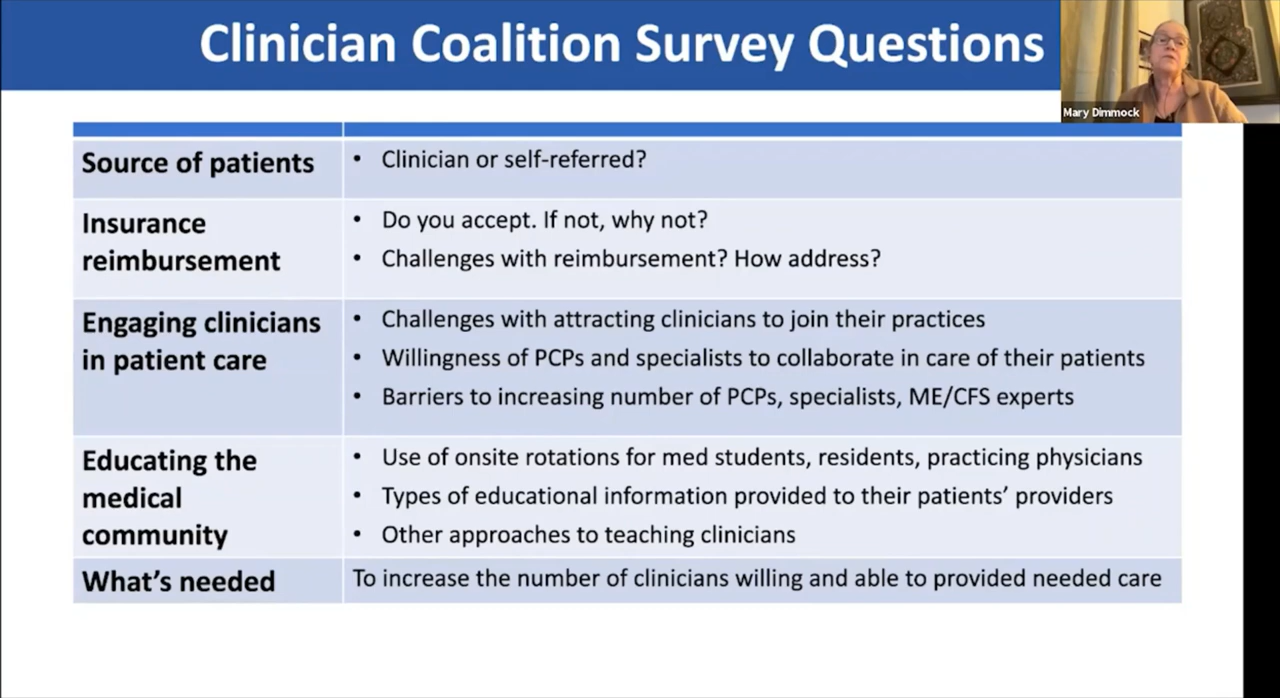 Clinician Coalition Survey Questions
Mary Dimmock
Source of patients
• Clinician or self-referred?
Insurance
reimbursement
• Do you accept. If not, why not?
• Challenges with reimbursement? How address?
Engaging clinicians
in patient care
• Challenges with attracting clinicians to join their practices
• Willingness of PCPs and specialists to collaborate in care of their patients
• Barriers to increasing number of PCPs, specialists, ME/CFS experts
Educating the
medical
community
• Use of onsite rotations for med students, residents, practicing physicians
• Types of educational information provided to their patients’ providers
• Other approaches to teaching clinicians
What’s needed
To increase the number of clinicians willing and able to provided needed care